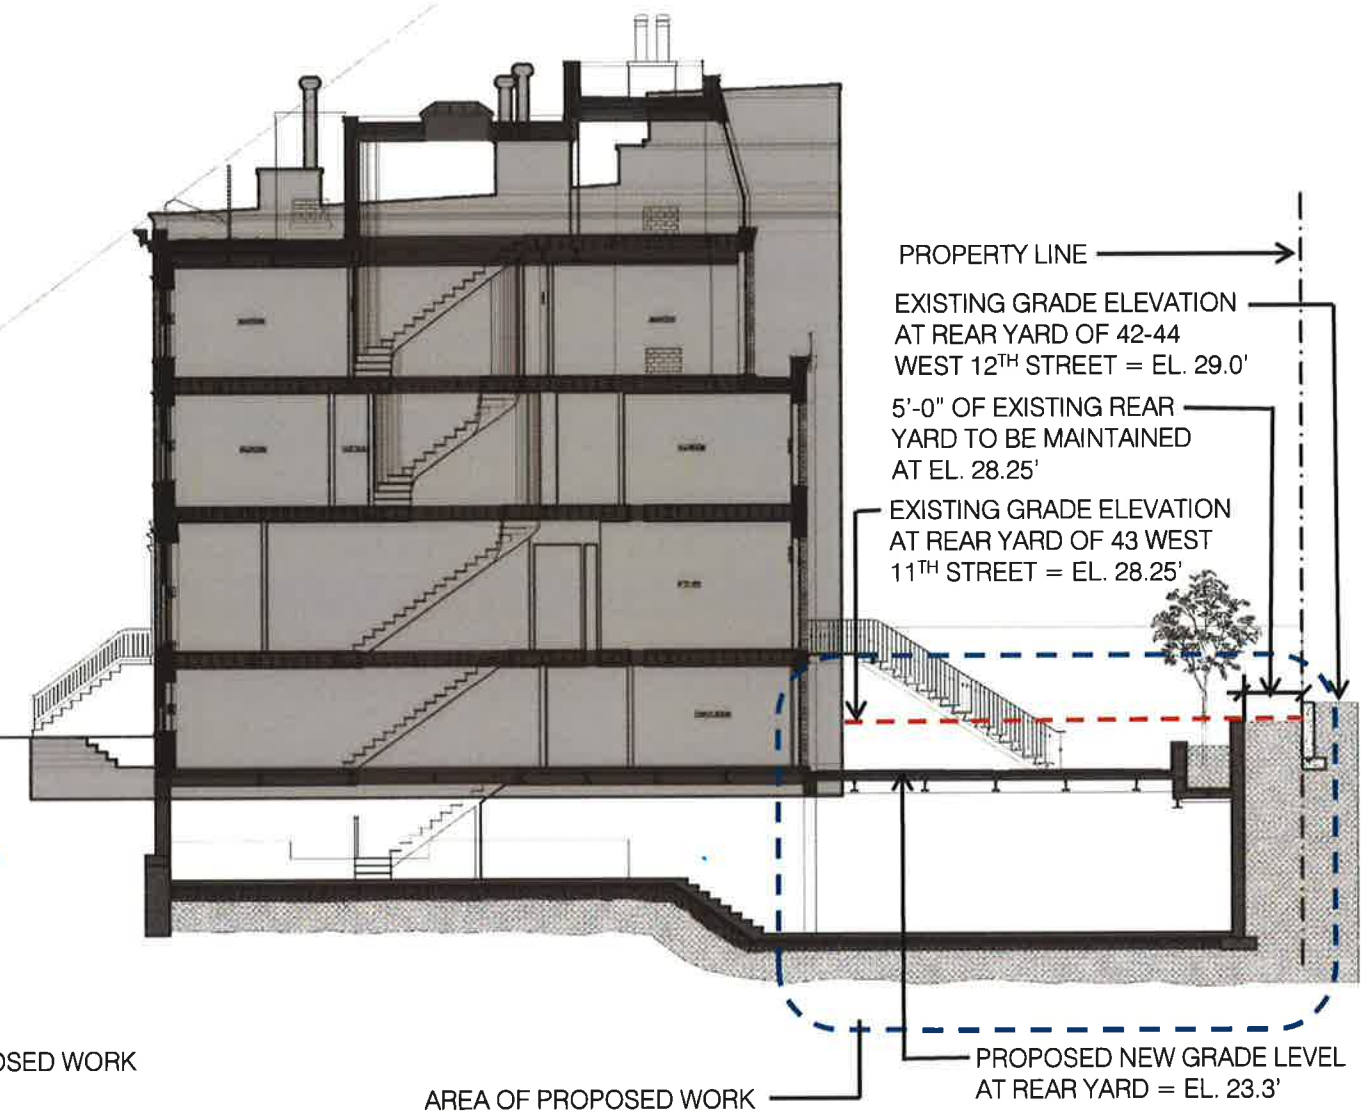 PROPERTY LINE
EXISTING GRADE ELEVATION
AT REAR YARD OF 42-44
WEST 12TH STREET = EL. 29.0'
5'-0" OF EXISTING REAR
YARD TO BE MAINTAINED
AT EL. 28.25'
EXISTING GRADE ELEVATION
AT REAR YARD OF 43 WEST
11TH STREET = EL. 28.25'
OSED WORK
AREA OF PROPOSED WORK
PROPOSED NEW GRADE LEVEL
AT REAR YARD = EL. 23.3'